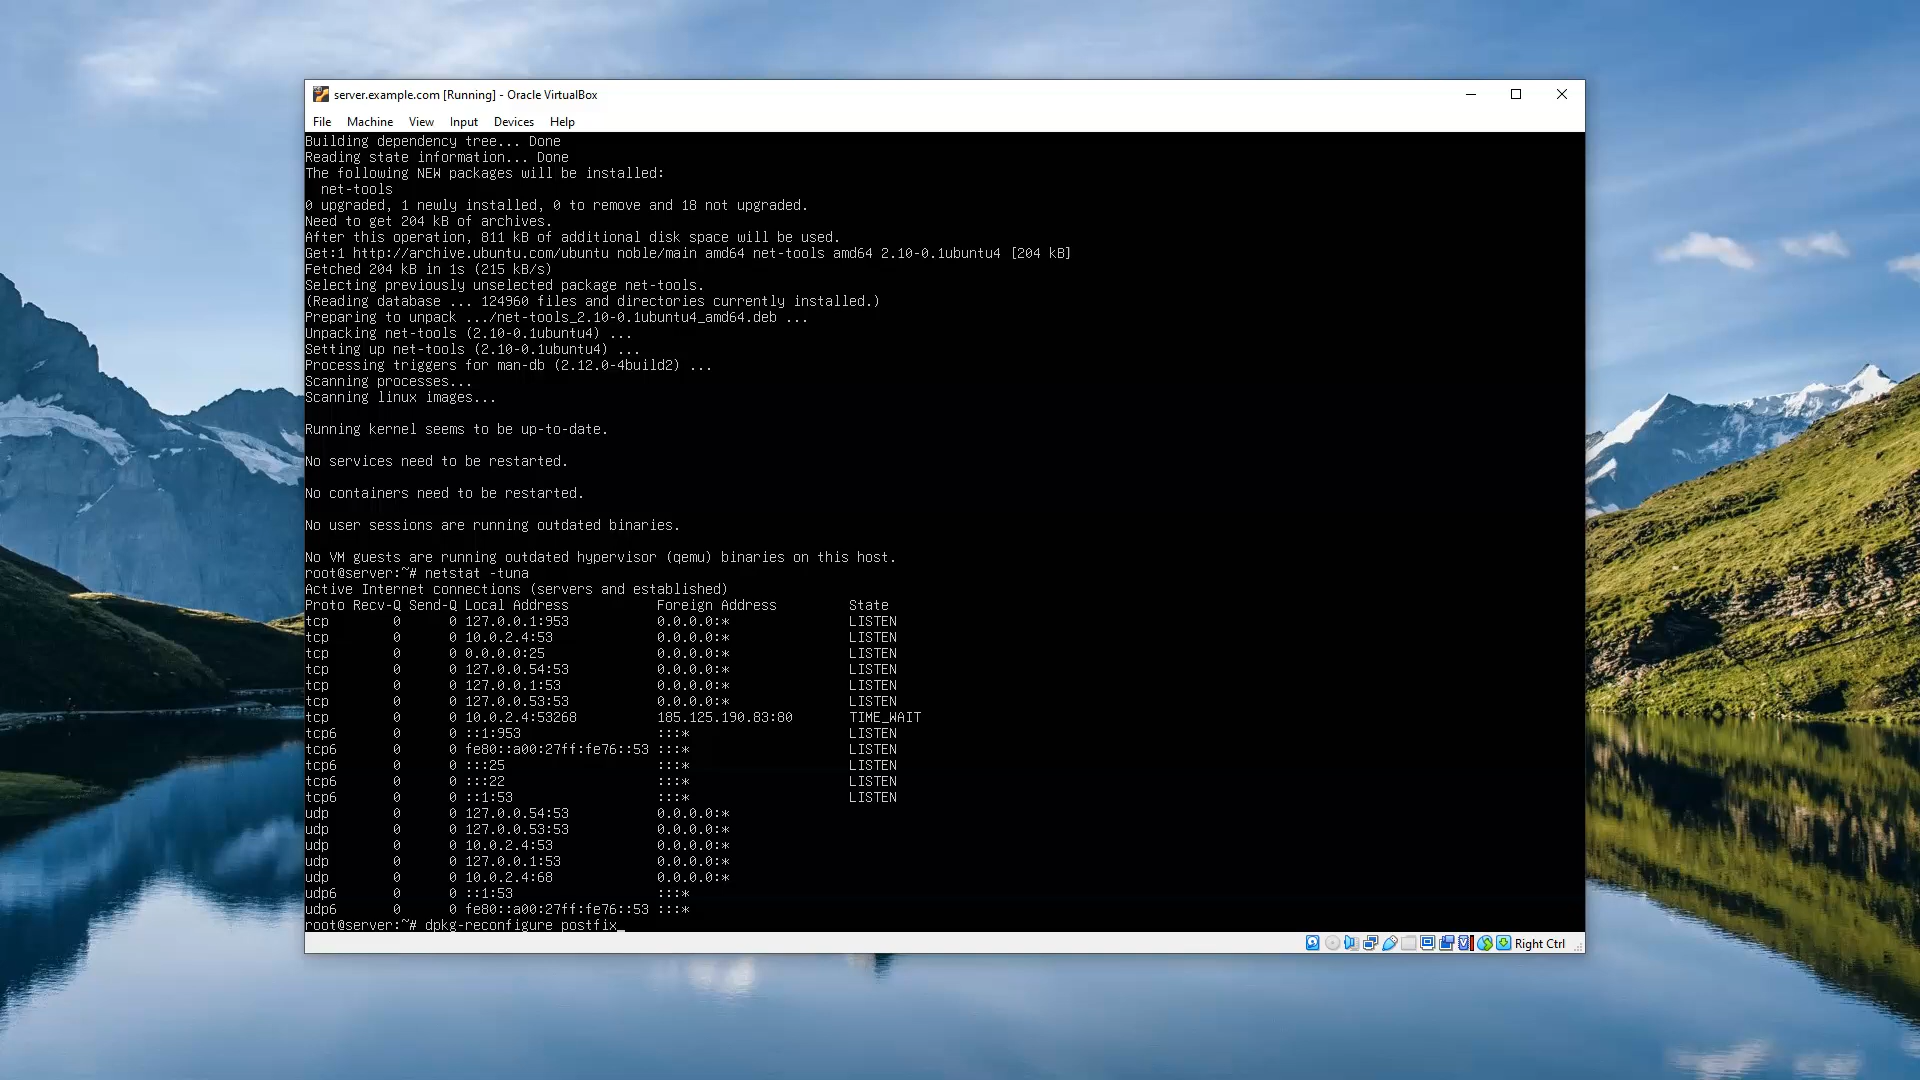 server.example.com [Running] - Oracle VirtualBox
File Machine View Input Devices Help
Building dependency tree... Done
Reading state information... Done
The following NEW packages will be installed:
  net-tools
0 upgraded, 1 newly installed, 0 to remove and 18 not upgraded.
Need to get 204 kB of archives.
After this operation, 811 kB of additional disk space will be used.
Get:1 http://archive.ubuntu.com/ubuntu noble/main amd64 net-tools amd64 2.10-0.1ubuntu4 [204 kB]
Fetched 204 kB in 1s (215 kB/s)
Selecting previously unselected package net-tools.
(Reading database ... 124960 files and directories currently installed.)
Preparing to unpack .../net-tools_2.10-0.1ubuntu4_amd64.deb ...
Unpacking net-tools (2.10-0.1ubuntu4) ...
Setting up net-tools (2.10-0.1ubuntu4) ...
Processing triggers for man-db (2.12.0-4build2) ...
Scanning processes...
Scanning linux images...
Running kernel seems to be up-to-date.
No services need to be restarted.
No containers need to be restarted.
No user sessions are running outdated binaries.
No VM guests are running outdated hypervisor (qemu) binaries on this host.
root@server:~# netstat -tuna
Active Internet connections (servers and established)
Proto Recv-Q Send-Q Local Address           Foreign Address         State
tcp        0      0 127.0.0.1:953           0.0.0.0:*               LISTEN
tcp        0      0 10.0.2.4:53             0.0.0.0:*               LISTEN
tcp        0      0 0.0.0.0:25              0.0.0.0:*               LISTEN
tcp        0      0 127.0.0.54:53           0.0.0.0:*               LISTEN
tcp        0      0 127.0.0.1:53            0.0.0.0:*               LISTEN
tcp        0      0 127.0.0.53:53           0.0.0.0:*               LISTEN
tcp        0      0 10.0.2.4:53268          185.125.190.83:80       TIME_WAIT
tcp6       0      0 ::1:953                 :::*                    LISTEN
tcp6       0      0 fe80::a00:27ff:fe76::53 :::*                    LISTEN
tcp6       0      0 :::25                   :::*                    LISTEN
tcp6       0      0 :::22                   :::*                    LISTEN
tcp6       0      0 ::1:53                  :::*                    LISTEN
udp        0      0 127.0.0.54:53           0.0.0.0:*
udp        0      0 127.0.0.53:53           0.0.0.0:*
udp        0      0 10.0.2.4:53             0.0.0.0:*
udp        0      0 127.0.0.1:53            0.0.0.0:*
udp        0      0 10.0.2.4:68             0.0.0.0:*
udp6       0      0 ::1:53                  :::*
udp6       0      0 fe80::a00:27ff:fe76::53 :::*
root@server:~# dpkg-reconfigure postfix_
Right Ctrl